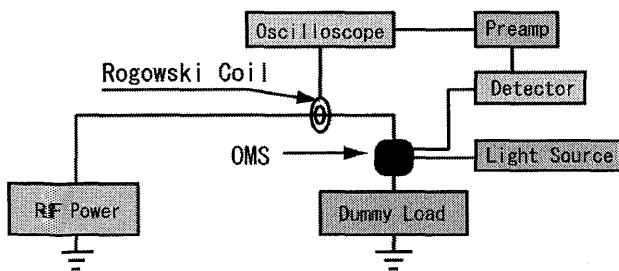 Oscilloscope
Preamp
Rogowski Coil
Detector
OMS
Light Source
RF Power
Dummy Load